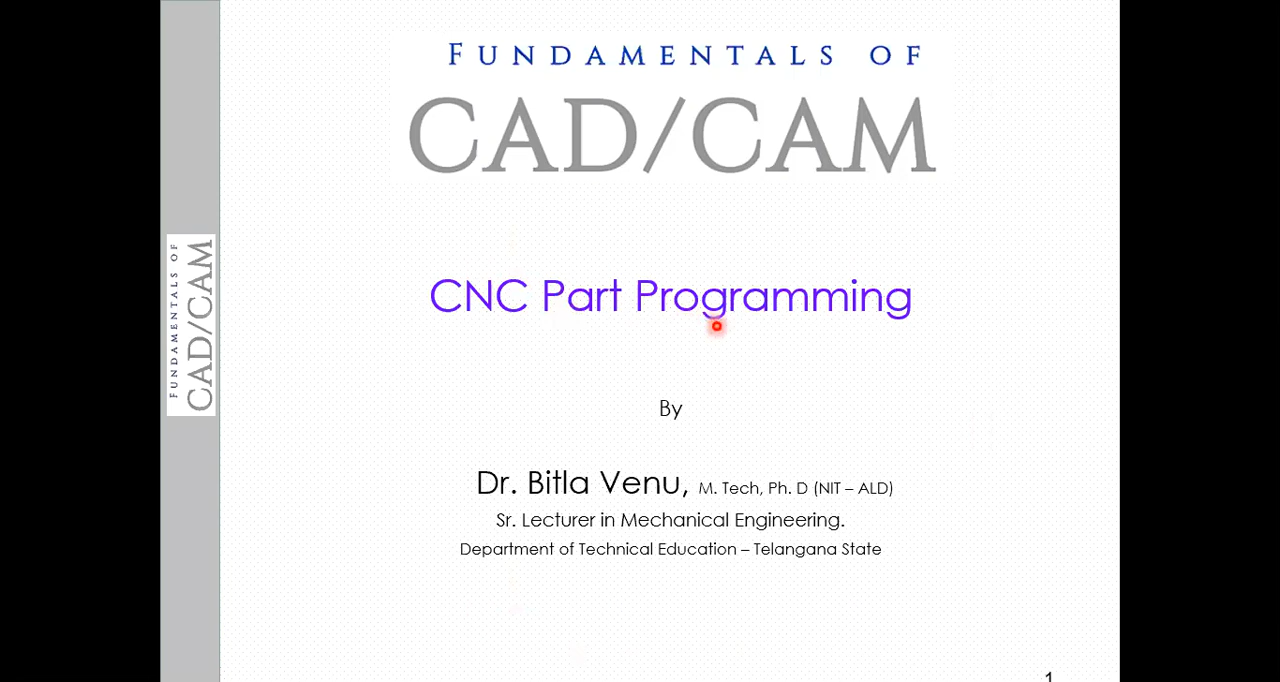 FUNDAMENTALS OF
CAD/CAM
FUNDAMENTALS OF
CAD/CAM
CNC Part Programming
By
Dr. Bitla Venu, M. Tech, Ph. D (NIT – ALD)
Sr. Lecturer in Mechanical Engineering.
Department of Technical Education – Telangana State
1